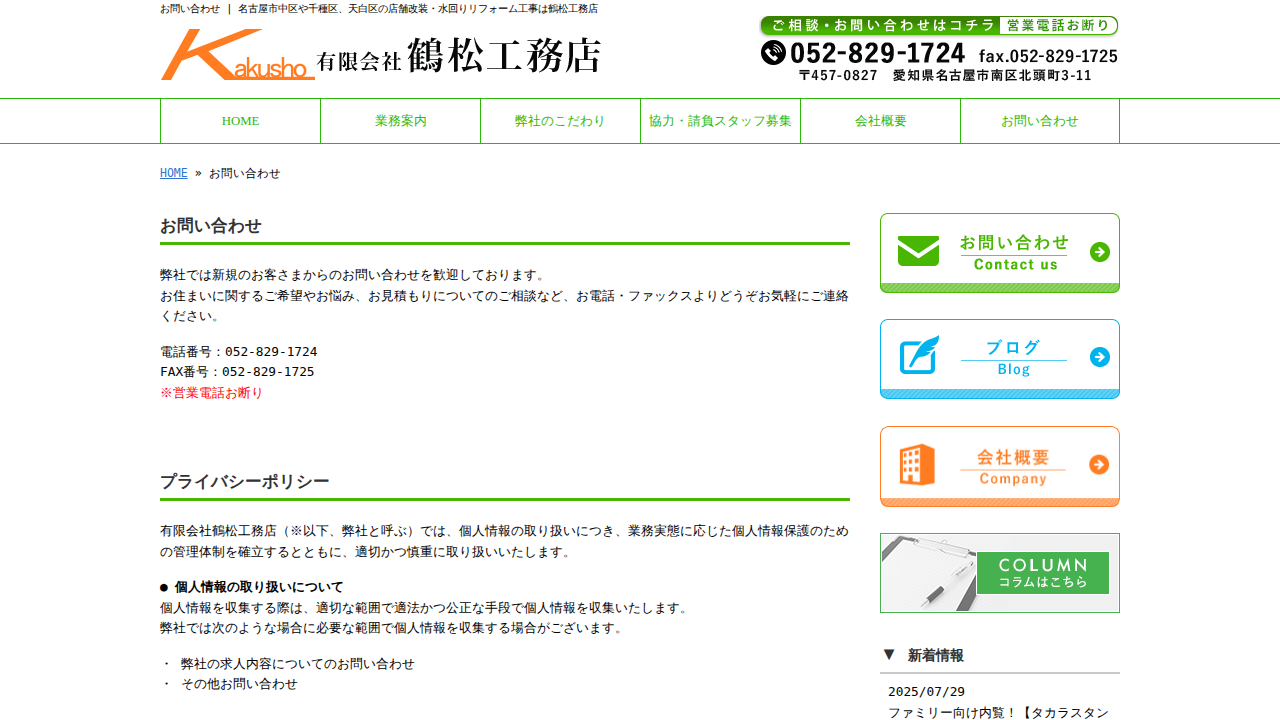 お問い合わせ | 名古屋市中区や千種区、天白区の店舗改装・水回りリフォーム工事は鶴松工務店
Kakusho 有限会社 鶴松工務店
ご相談・お問い合わせはコチラ 営業電話お断り
052-829-1724 fax.052-829-1725
〒457-0827 愛知県名古屋市南区北頭町3-11
HOME 業務案内 弊社のこだわり 協力・請負スタッフ募集 会社概要 お問い合わせ
HOME » お問い合わせ
お問い合わせ
弊社では新規のお客さまからのお問い合わせを歓迎しております。
お住まいに関するご希望やお悩み、お見積もりについてのご相談など、お電話・ファックスよりどうぞお気軽にご連絡
ください。
電話番号：052-829-1724
FAX番号：052-829-1725
※営業電話お断り
プライバシーポリシー
有限会社鶴松工務店（※以下、弊社と呼ぶ）では、個人情報の取り扱いにつき、業務実態に応じた個人情報保護のため
の管理体制を確立するとともに、適切かつ慎重に取り扱いいたします。
● 個人情報の取り扱いについて
個人情報を収集する際は、適切な範囲で適法かつ公正な手段で個人情報を収集いたします。
弊社では次のような場合に必要な範囲で個人情報を収集する場合がございます。
・ 弊社の求人内容についてのお問い合わせ
・ その他お問い合わせ
お問い合わせ
Contact us
ブログ
Blog
会社概要
Company
COLUMN
コラムはこちら
▼ 新着情報
2025/07/29
ファミリー向け内覧！【タカラスタン